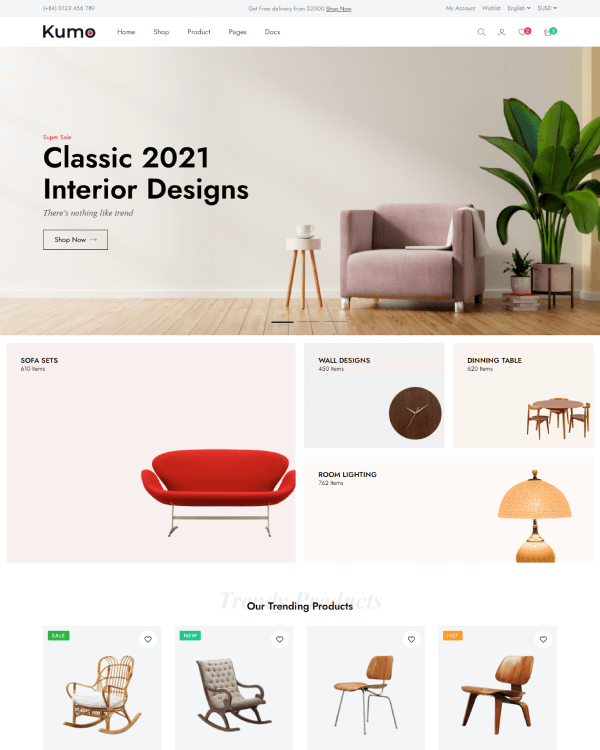 (+84) 0123 456 789
Get Free delivery from $2000 Shop Now
My Account Wishlist English $USD
Kumo
Home Shop Product Pages Docs
2
0
Super Sale
Classic 2021
Interior Designs
There's nothing like trend
Shop Now
SOFA SETS
610 Items
WALL DESIGNS
450 Items
DINNING TABLE
620 Items
ROOM LIGHTING
762 Items
Trendy Products
Our Trending Products
SALE
NEW
HOT